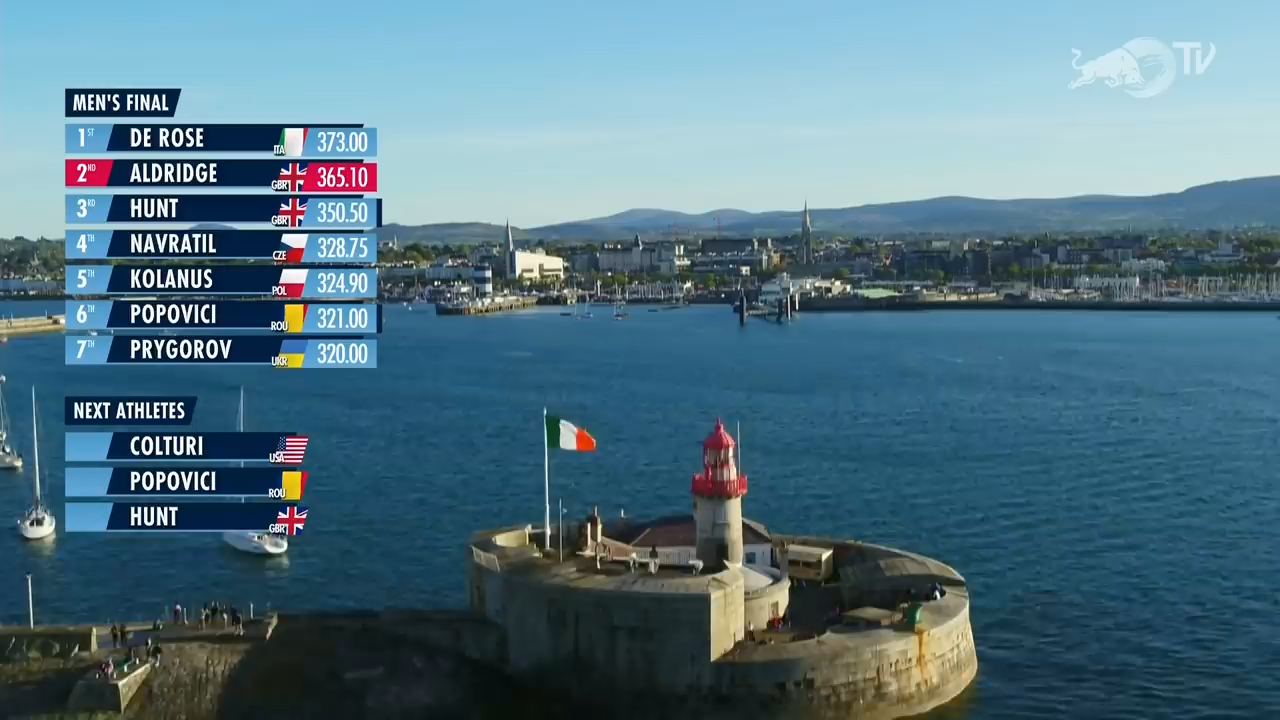 TV
MEN'S FINAL
1ST DE ROSE ITA 373.00
2ND ALDRIDGE GBR 365.10
3RD HUNT GBR 350.50
4TH NAVRATIL CZE 328.75
5TH KOLANUS POL 324.90
6TH POPOVICI ROU 321.00
7TH PRYGOROV UKR 320.00
NEXT ATHLETES
COLTURI USA
POPOVICI ROU
HUNT GBR